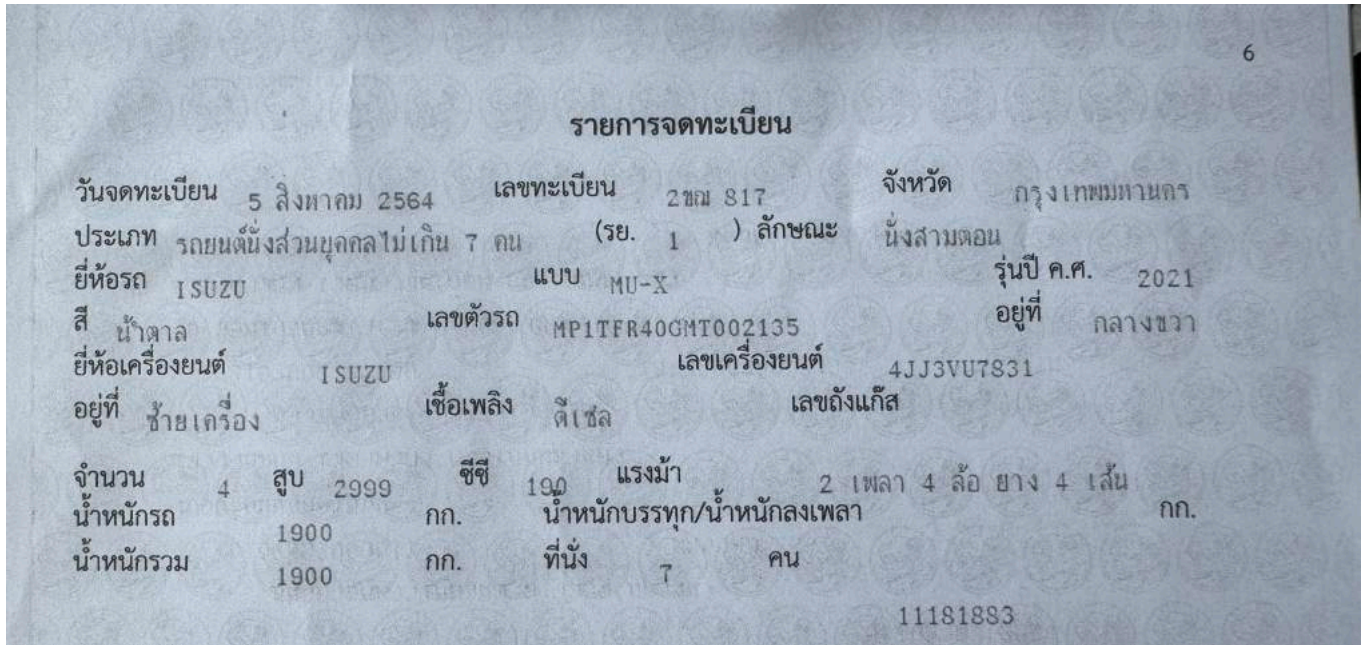 6
รายการจดทะเบียน
วันจดทะเบียน 5 สิงหาคม 2564 เลขทะเบียน 2ขฌ 817 จังหวัด กรุงเทพมหานคร
ประเภท รถยนต์นั่งส่วนบุคคลไม่เกิน 7 คน (รย. 1 ) ลักษณะ นั่งสามตอน
ยี่ห้อรถ ISUZU แบบ MU-X รุ่นปี ค.ศ. 2021
สี น้ำตาล เลขตัวรถ MP1TFR40GMT002135 อยู่ที่ กลางขวา
ยี่ห้อเครื่องยนต์ ISUZU เลขเครื่องยนต์ 4JJ3VU7831
อยู่ที่ ซ้ายเครื่อง เชื้อเพลิง ดีเซล เลขถังแก๊ส
จำนวน 4 สูบ 2999 ซีซี 190 แรงม้า 2 เพลา 4 ล้อ ยาง 4 เส้น
น้ำหนักรถ 1900 กก. น้ำหนักบรรทุก/น้ำหนักลงเพลา กก.
น้ำหนักรวม 1900 กก. ที่นั่ง 7 คน
11181883